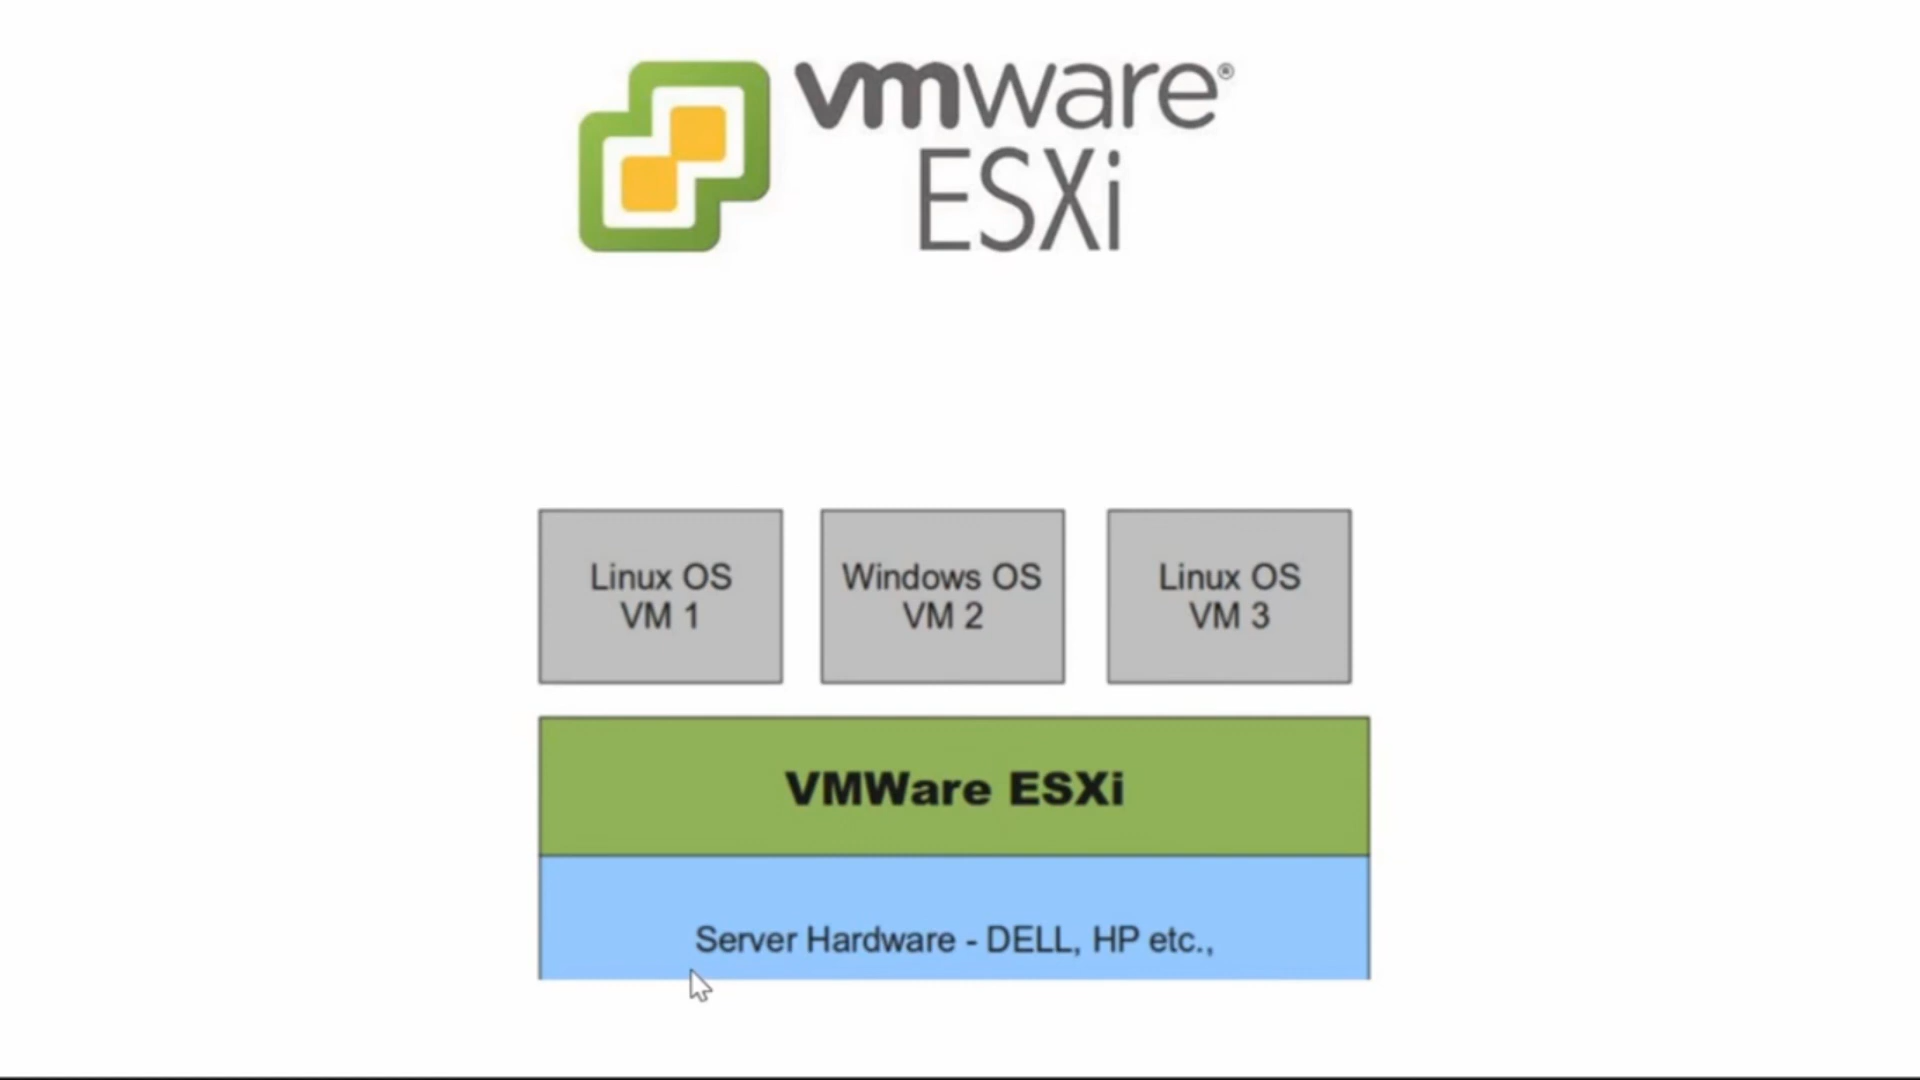 vmware®
ESXi
Linux OS
VM 1
Windows OS
VM 2
Linux OS
VM 3
VMWare ESXi
Server Hardware - DELL, HP etc.,